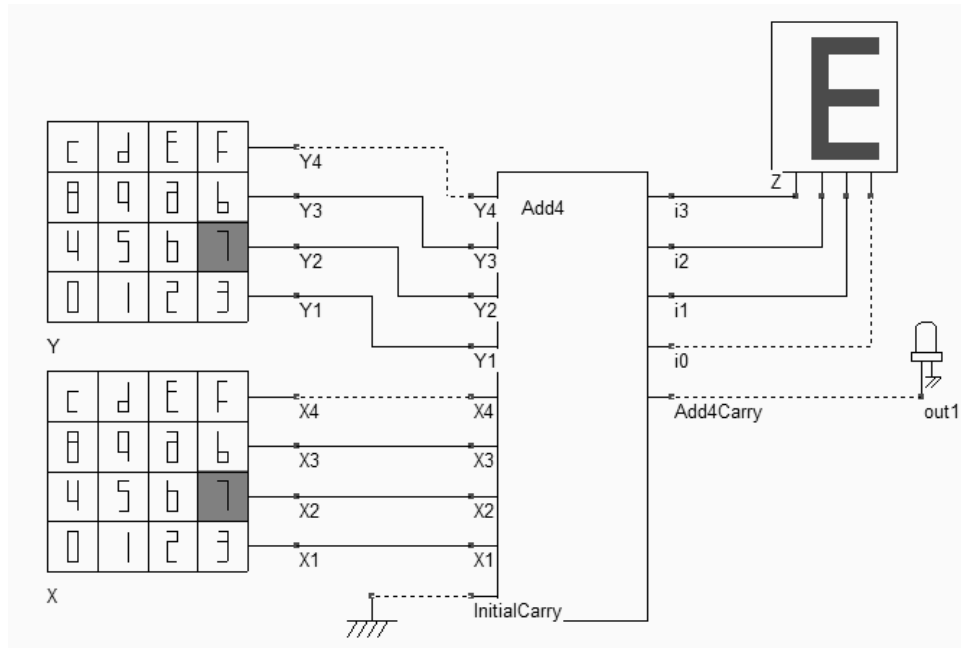 E
Z
C d E F
8 9 a b
4 5 b 7
0 1 2 3
Y
Y4
Y3
Y2
Y1
Y4 Add4
Y3
Y2
Y1
i3
i2
i1
i0
Add4Carry
out1
C d E F
8 9 a b
4 5 b 7
0 1 2 3
X
X4
X3
X2
X1
X4
X3
X2
X1
InitialCarry